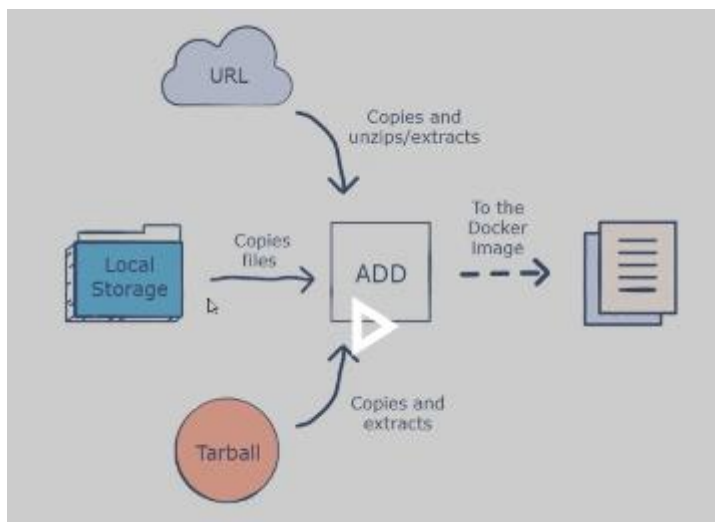 URL
Copies and
unzips/extracts
To the
Docker
Image
Copies
files
Local
Storage
ADD
Copies and
extracts
Tarball